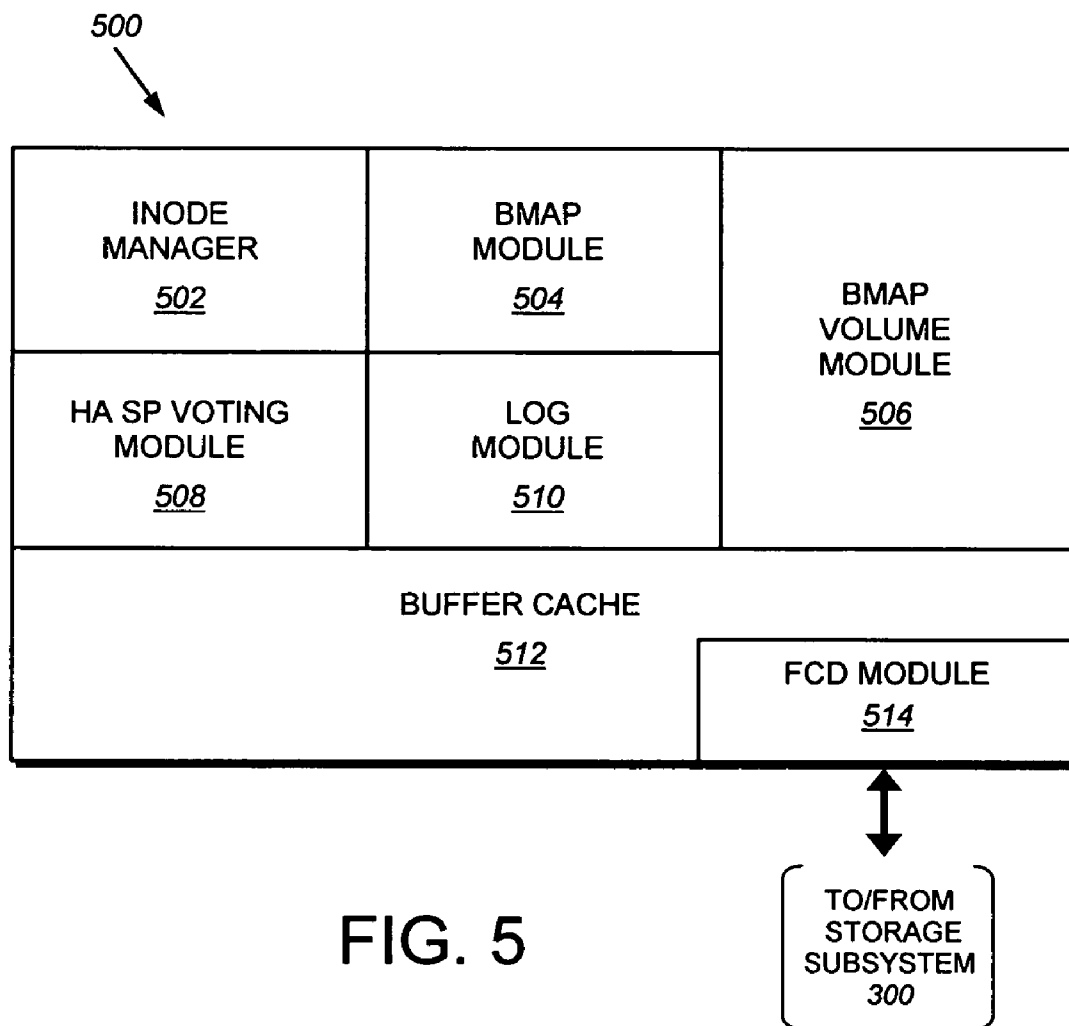 500
INODE
MANAGER
502
BMAP
MODULE
504
BMAP
VOLUME
MODULE
506
HA SP VOTING
MODULE
508
LOG
MODULE
510
BUFFER CACHE
512
FCD MODULE
514
TO/FROM
STORAGE
SUBSYSTEM
300
FIG. 5